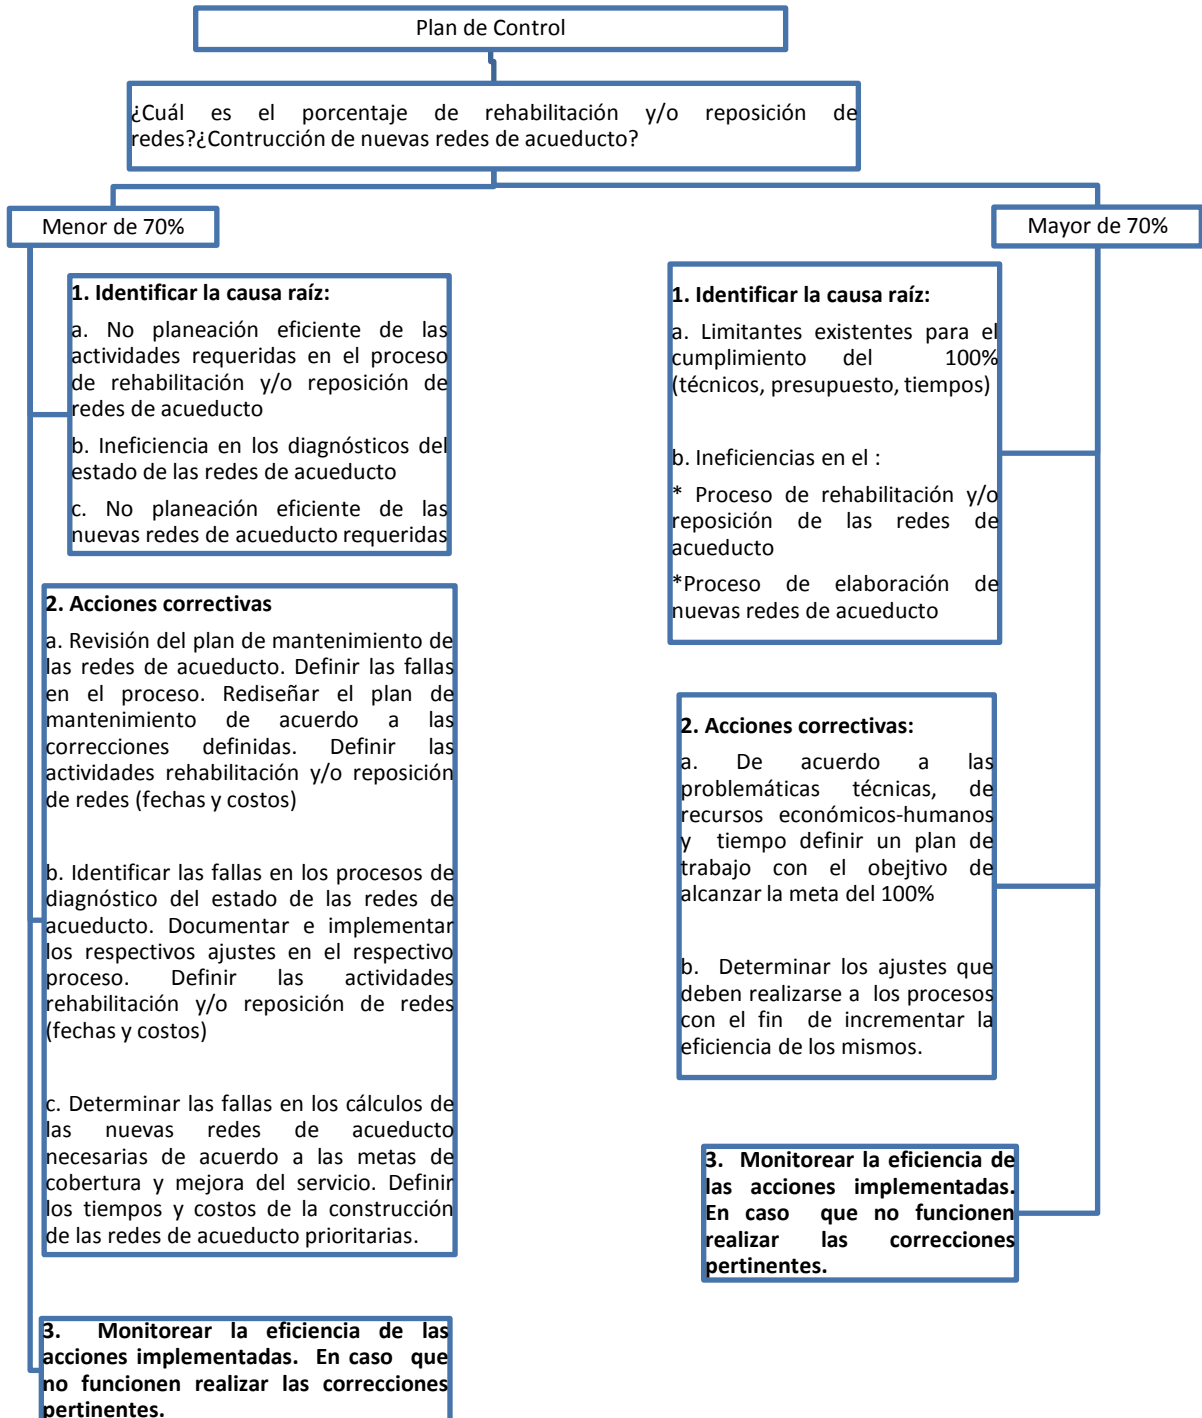 Plan de Control
¿Cuál es el porcentaje de rehabilitación y/o reposición de
redes?¿Contrucción de nuevas redes de acueducto?
Menor de 70%
1. Identificar la causa raíz:
a. No planeación eficiente de las
actividades requeridas en el proceso
de rehabilitación y/o reposición de
redes de acueducto
b. Ineficiencia en los diagnósticos del
estado de las redes de acueducto
c. No planeación eficiente de las
nuevas redes de acueducto requeridas
2. Acciones correctivas
a. Revisión del plan de mantenimiento de
las redes de acueducto. Definir las fallas
en el proceso. Rediseñar el plan de
mantenimiento de acuerdo a las
correcciones definidas. Definir las
actividades rehabilitación y/o reposición
de redes (fechas y costos)
b. Identificar las fallas en los procesos de
diagnóstico del estado de las redes de
acueducto. Documentar e implementar
los respectivos ajustes en el respectivo
proceso. Definir las actividades
rehabilitación y/o reposición de redes
(fechas y costos)
c. Determinar las fallas en los cálculos de
las nuevas redes de acueducto
necesarias de acuerdo a las metas de
cobertura y mejora del servicio. Definir
los tiempos y costos de la construcción
de las redes de acueducto prioritarias.
3. Monitorear la eficiencia de las
acciones implementadas. En caso que
no funcionen realizar las correcciones
pertinentes.
Mayor de 70%
1. Identificar la causa raíz:
a. Limitantes existentes para el
cumplimiento del 100%
(técnicos, presupuesto, tiempos)
b. Ineficiencias en el :
* Proceso de rehabilitación y/o
reposición de las redes de
acueducto
*Proceso de elaboración de
nuevas redes de acueducto
2. Acciones correctivas:
a. De acuerdo a las
problemáticas técnicas, de
recursos económicos-humanos
y tiempo definir un plan de
trabajo con el obejtivo de
alcanzar la meta del 100%
b. Determinar los ajustes que
deben realizarse a los procesos
con el fin de incrementar la
eficiencia de los mismos.
3. Monitorear la eficiencia de
las acciones implementadas.
En caso que no funcionen
realizar las correcciones
pertinentes.